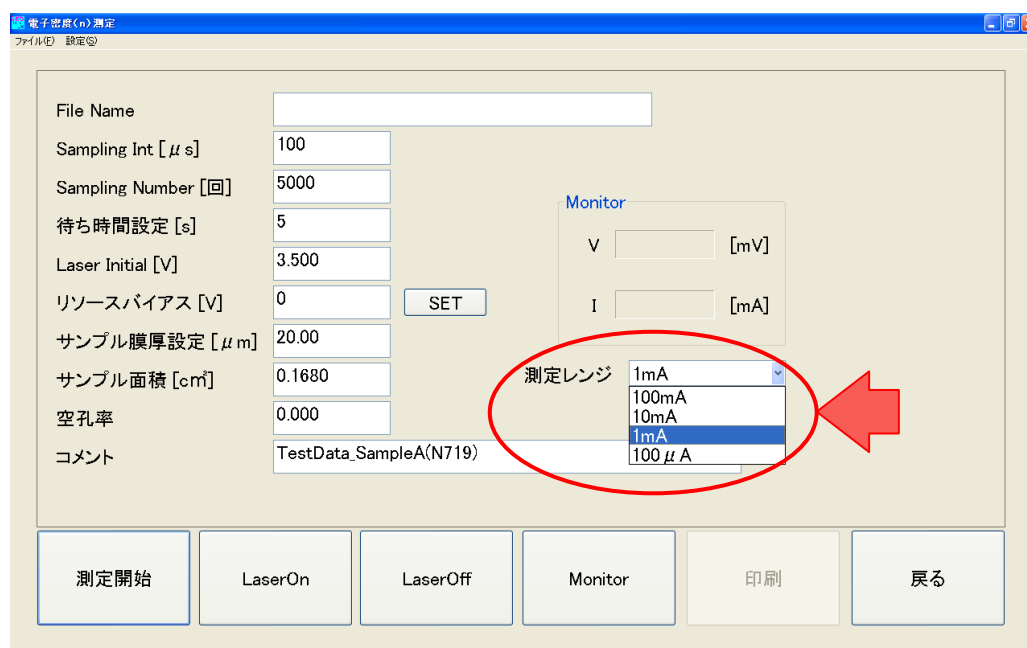 電子密度(n)測定
ファイル(F) 設定(S)
File Name
Sampling Int [μs] 100
Sampling Number [回] 5000
待ち時間設定 [s] 5
Laser Initial [V] 3.500
リソースバイアス [V] 0 SET
サンプル膜厚設定 [μm] 20.00
サンプル面積 [c㎡] 0.1680
空孔率 0.000
コメント TestData_SampleA(N719)
Monitor
V [mV]
I [mA]
測定レンジ 1mA
100mA
10mA
1mA
100μA
測定開始 LaserOn LaserOff Monitor 印刷 戻る